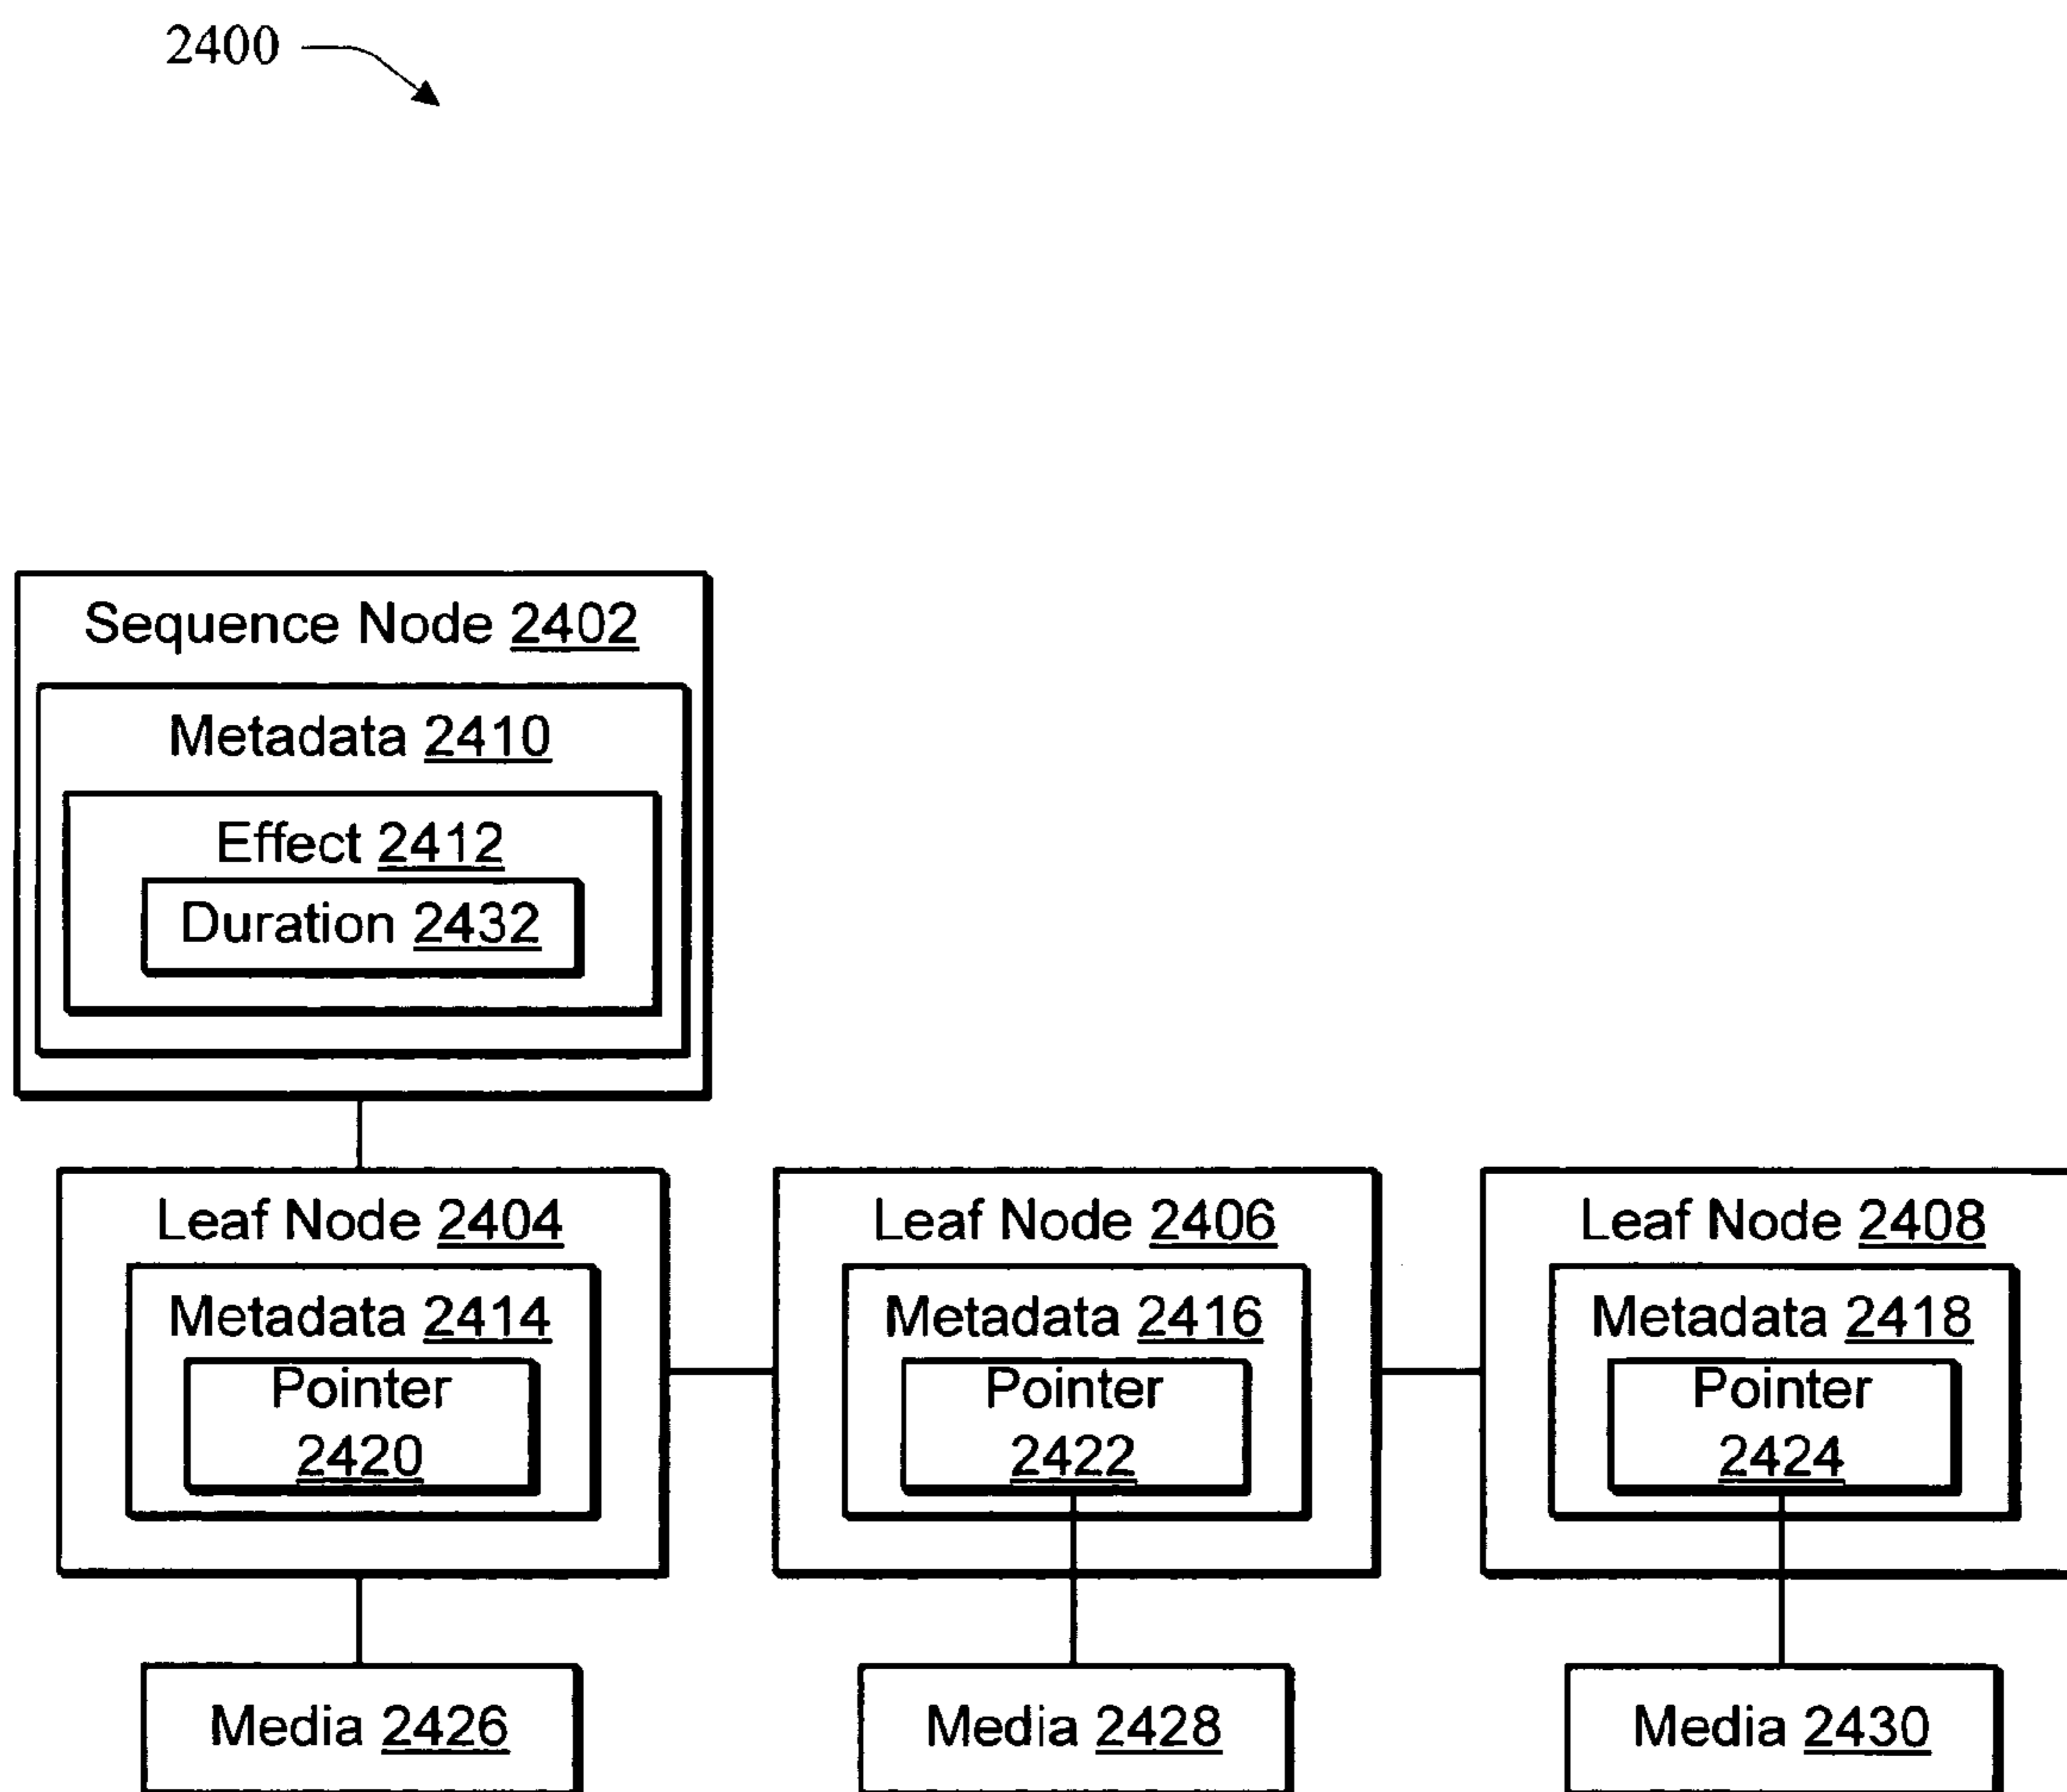 2400
Sequence Node 2402
Metadata 2410
Effect 2412
Duration 2432
Leaf Node 2404
Metadata 2414
Pointer
2420
Leaf Node 2406
Metadata 2416
Pointer
2422
Leaf Node 2408
Metadata 2418
Pointer
2424
Media 2426
Media 2428
Media 2430